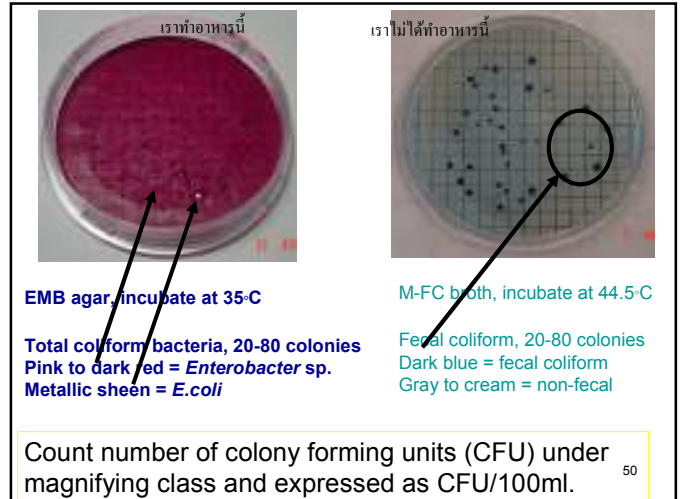 เราทำอาหารนี้
เราไม่ได้ทำอาหารนี้
EMB agar, incubate at 35◦C
Total coliform bacteria, 20-80 colonies
Pink to dark red = Enterobacter sp.
Metallic sheen = E.coli
M-FC broth, incubate at 44.5◦C
Fecal coliform, 20-80 colonies
Dark blue = fecal coliform
Gray to cream = non-fecal
Count number of colony forming units (CFU) under
magnifying class and expressed as CFU/100ml.
50